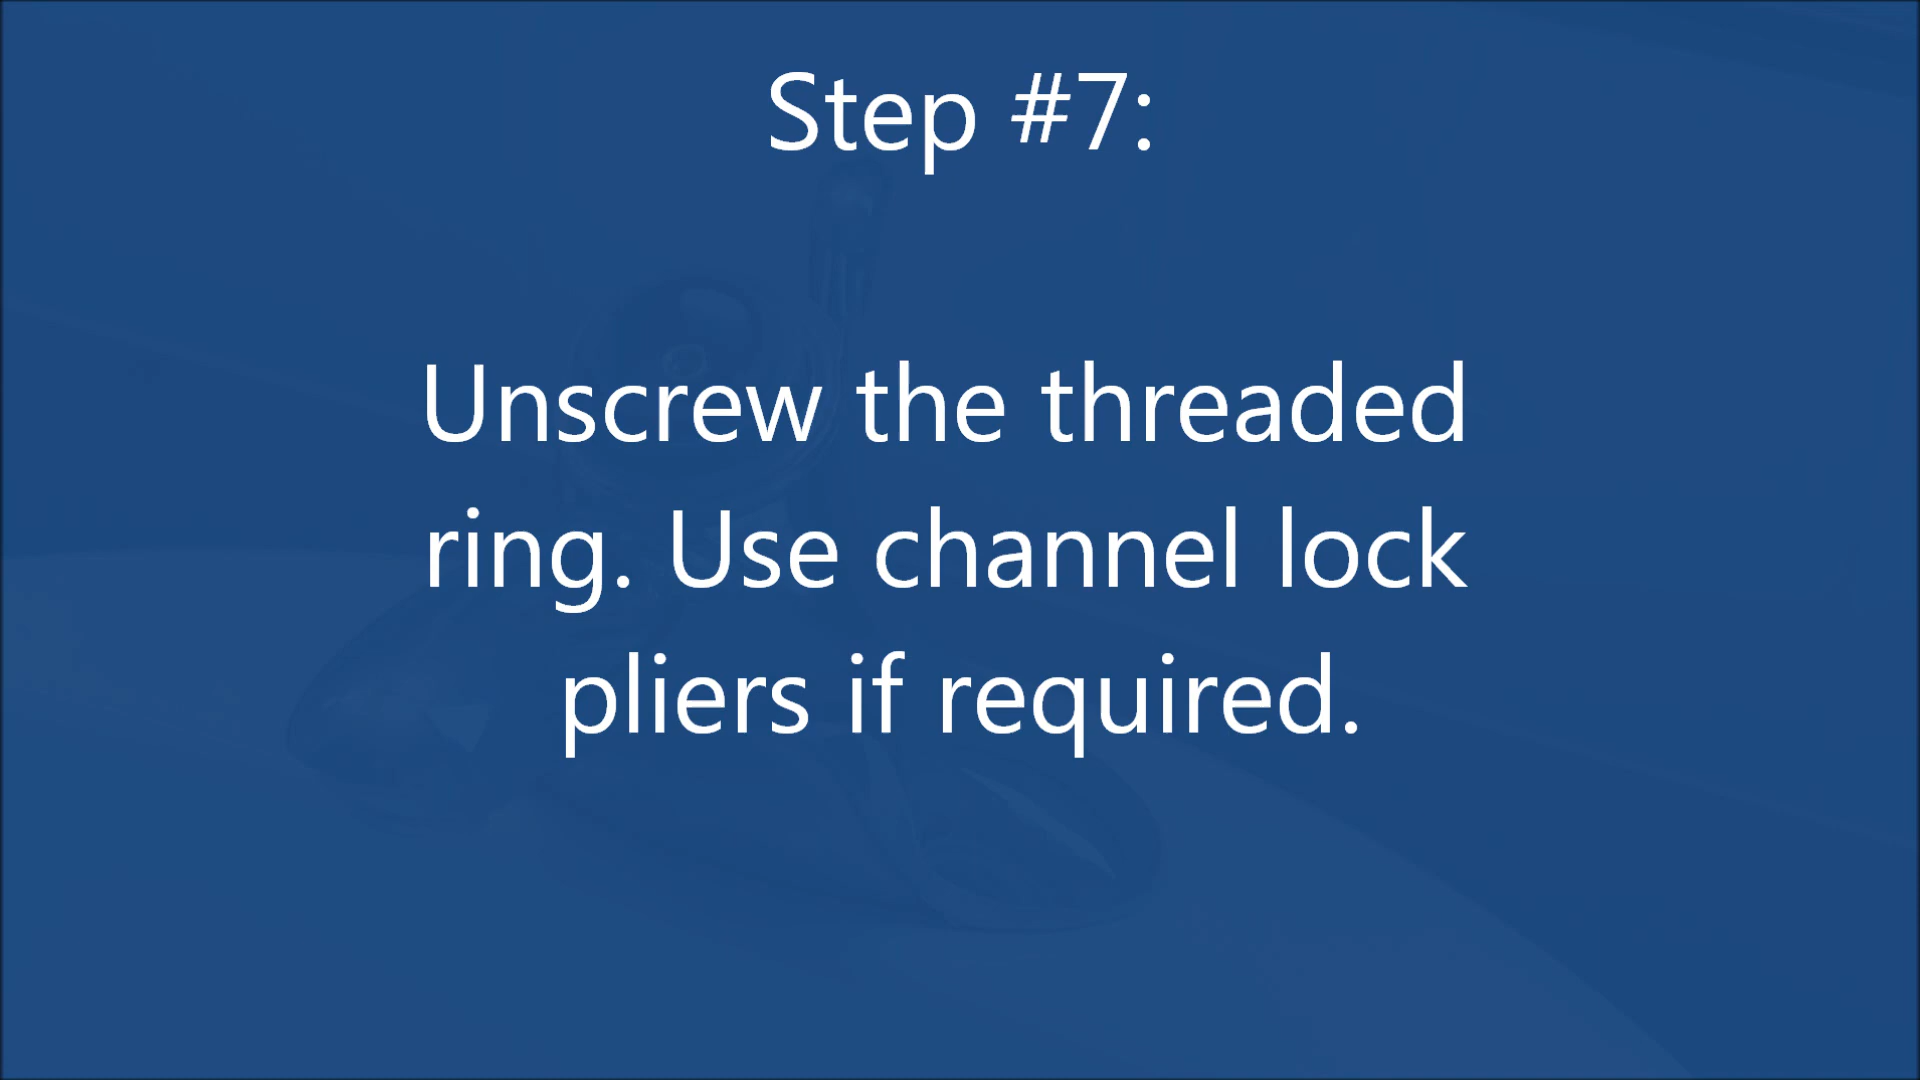 Step #7:
Unscrew the threaded
ring. Use channel lock
pliers if required.